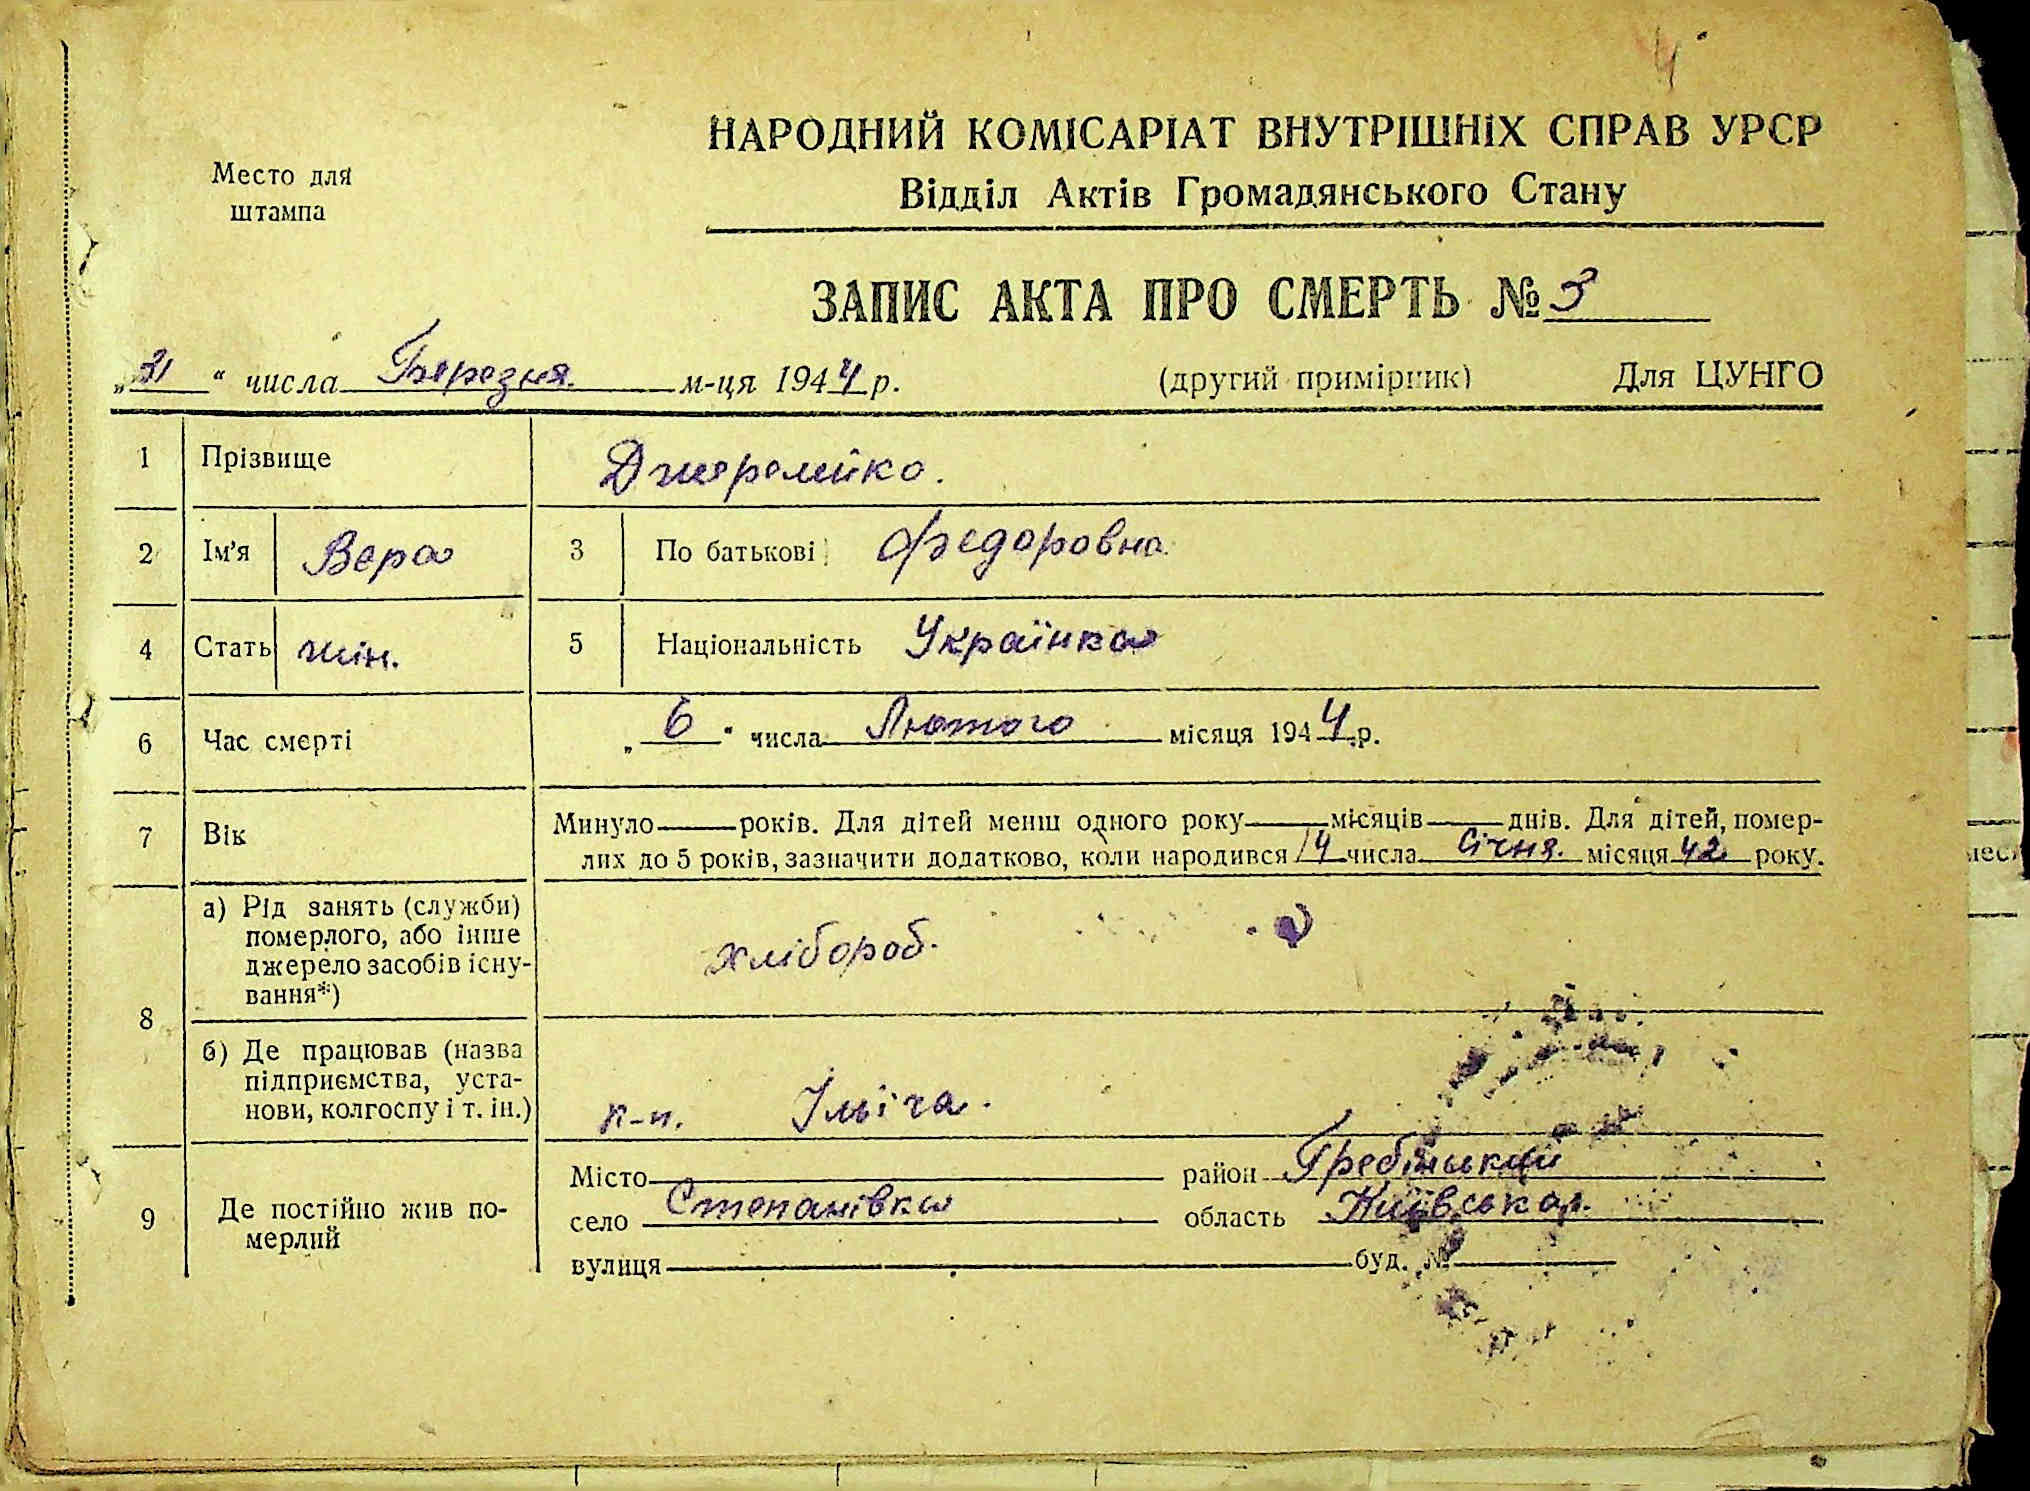 4
НАРОДНИЙ КОМІСАРІАТ ВНУТРІШНІХ СПРАВ УРСР
Место для
штампа
Відділ Актів Громадянського Стану
ЗАПИС АКТА ПРО СМЕРТЬ № 3
„31“ числа Березня м-ця 1944 р. (другий примірник) Для ЦУНГО
1 Прізвище Джеремійко.
2 Ім'я Вера 3 По батькові Федоровна
4 Стать жін. 5 Національність Українка
6 Час смерті „6“ числа Лютого місяця 1944 р.
7 Вік Минуло — років. Для дітей менш одного року — місяців — днів. Для дітей, помер-
лих до 5 років, зазначити додатково, коли народився 14 числа Січня місяця 42 року.
8 а) Рід занять (служби)
померлого, або інше
джерело засобів існу-
вання*) хлібороб.
б) Де працював (назва
підприємства, уста-
нови, колгоспу і т. ін.) к-п. Ільіча.
9 Де постійно жив по-
мерлий
Місто район Гребінький
село Степанівка область Київська.
вулиця буд. №